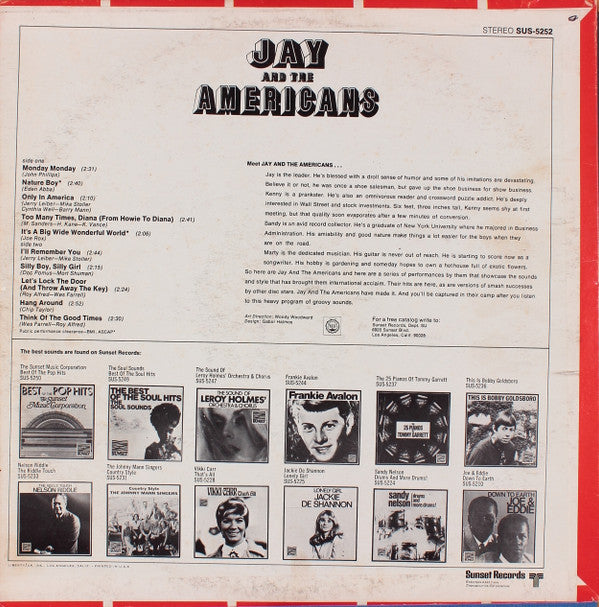 STEREO SUS-5252
JAY
AND THE
AMERICANS
side one
Monday Monday (2:31)
(John Phillips)
Nature Boy* (2:40)
(Eden Abba)
Only In America (2:10)
(Jerry Leiber–Mike Stoller
Cynthia Weil–Barry Mann)
Too Many Times, Diana (From Howie To Diana) (2:41)
(M. Sanders–H. Kane–K. Vance)
It's A Big Wide Wonderful World* (2:06)
(Joe Rox)
side two
I'll Remember You (2:44)
(Jerry Leiber–Mike Stoller)
Silly Boy, Silly Girl (2:15)
(Doc Pomus–Mort Shuman)
Let's Lock The Door
(And Throw Away The Key) (2:24)
(Roy Alfred–Wes Farrell)
Hang Around (2:52)
(Chip Taylor)
Think Of The Good Times (2:30)
(Wes Farrell–Roy Alfred)
Public performance clearance–BMI, ASCAP*
Meet JAY AND THE AMERICANS . . .
Jay is the leader. He's blessed with a droll sense of humor and some of his imitations are devastating.
Believe it or not, he was once a shoe salesman, but gave up the shoe business for show business.
Kenny is a prankster. He's also an omnivorous reader and crossword puzzle addict. He's deeply
interested in Wall Street and stock investments. Six feet, three inches tall, Kenny seems shy at first
meeting, but that quality soon evaporates after a few minutes of conversation.
Sandy is an avid record collector. He's a graduate of New York University where he majored in Business
Administration. His amiability and good nature make things a lot easier for the boys when they
are on the road.
Marty is the dedicated musician. His guitar is never out of reach. He is starting to score now as a
songwriter. His hobby is gardening and someday hopes to own a hothouse full of exotic flowers.
So here are Jay And The Americans and here are a series of performances by them that showcase the sounds
and style that has brought them international acclaim. Their hits are here, as are versions of smash successes
by other disc stars. Jay And The Americans have made it. And you'll be captured in their camp after you listen
to this heavy program of groovy sounds.
Art Direction: Woody Woodward
Design: Gabor Halmos
For a free catalog write to:
Sunset Records, Dept. SU
6920 Sunset Blvd.
Los Angeles, Calif. 90028
The best sounds are found on Sunset Records:
The Sunset Music Corporation
Best Of The Pop Hits
SUS-5250
The Soul Sounds
Best Of The Soul Hits
SUS-5249
The Sound Of
Leroy Holmes' Orchestra & Chorus
SUS-5247
Frankie Avalon
SUS-5244
The 25 Pianos Of Tommy Garrett
SUS-5237
This Is Bobby Goldsboro
SUS-5236
BEST OF THE POP HITS
The Sunset
Music Corporation
THE BEST
OF THE SOUL HITS
THE SOUL SOUNDS
THE SOUND OF
LEROY HOLMES'
ORCHESTRA & CHORUS
Frankie Avalon
25 PIANOS
TOMMY GARRETT
THIS IS BOBBY GOLDSBORO
Nelson Riddle
The Riddle Touch
SUS-5233
The Johnny Mann Singers
Country Style
SUS-5231
Vikki Carr
That's All
SUS-5228
Jackie De Shannon
Lonely Girl
SUS-5225
Sandy Nelson
Drums And More Drums!
SUS-5224
Joe & Eddie
Down To Earth
SUS-5223
THE RIDDLE TOUCH
NELSON RIDDLE
Country Style
THE JOHNNY MANN SINGERS
VIKKI CARR That's All
LONELY GIRL
JACKIE
DE SHANNON
sandy
nelson
drums
and
more drums!
DOWN TO EARTH
JOE &
EDDIE
Sunset Records